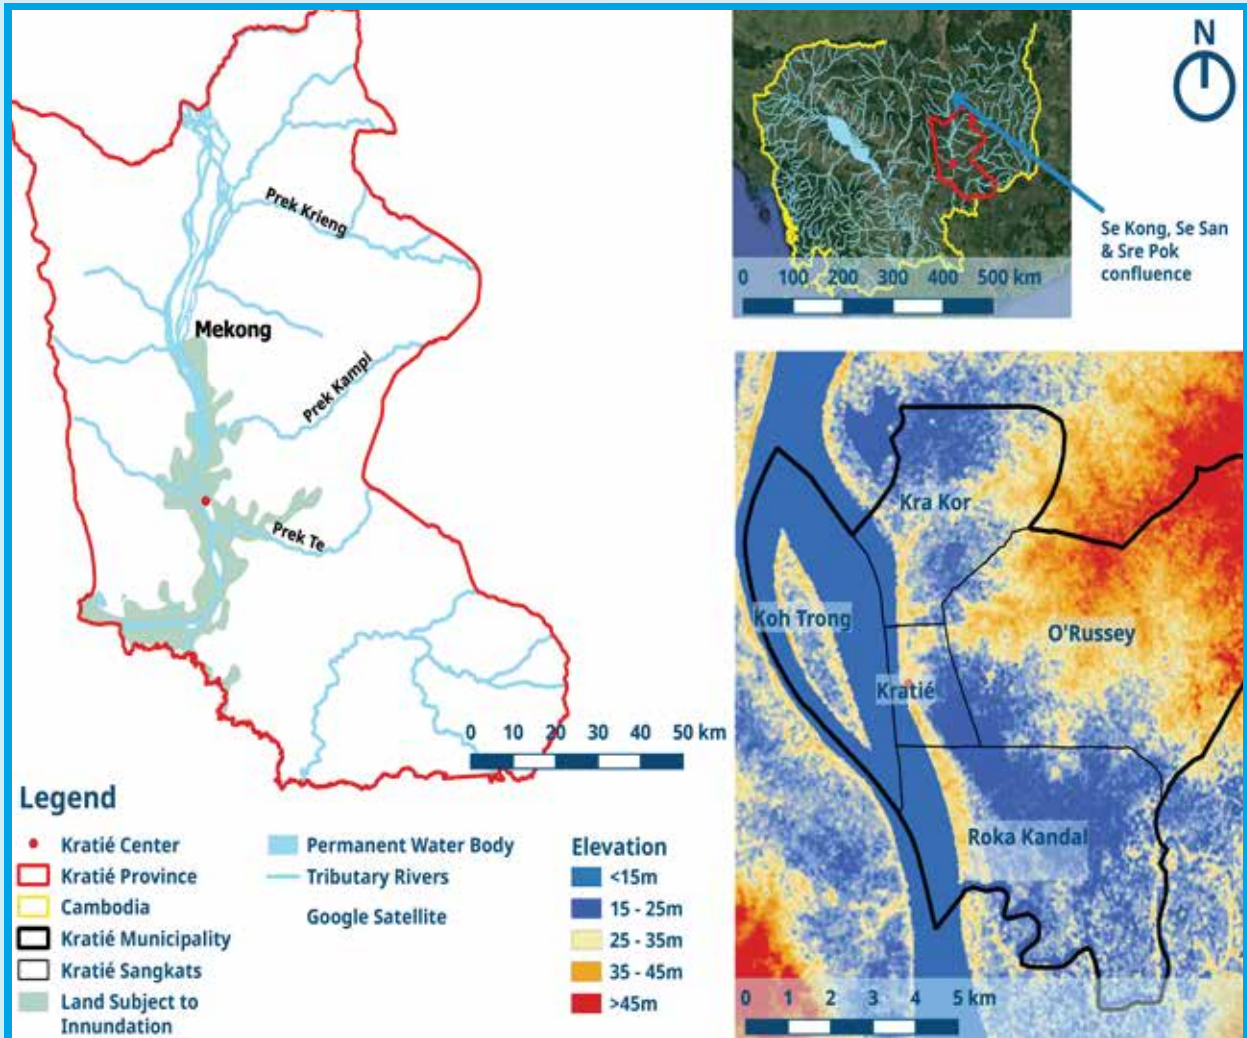 Prek Krieng
Mekong
Prek Kampi
Prek Te
0 10 20 30 40 50 km
N
Se Kong, Se San
& Sre Pok
confluence
0 100 200 300 400 500 km
Kra Kor
Koh Trong
O'Russey
Kratié
Roka Kandal
0 1 2 3 4 5 km
Legend
Kratié Center
Kratié Province
Cambodia
Kratié Municipality
Kratié Sangkats
Land Subject to
Innundation
Permanent Water Body
Tributary Rivers
Google Satellite
Elevation
<15m
15 - 25m
25 - 35m
35 - 45m
>45m